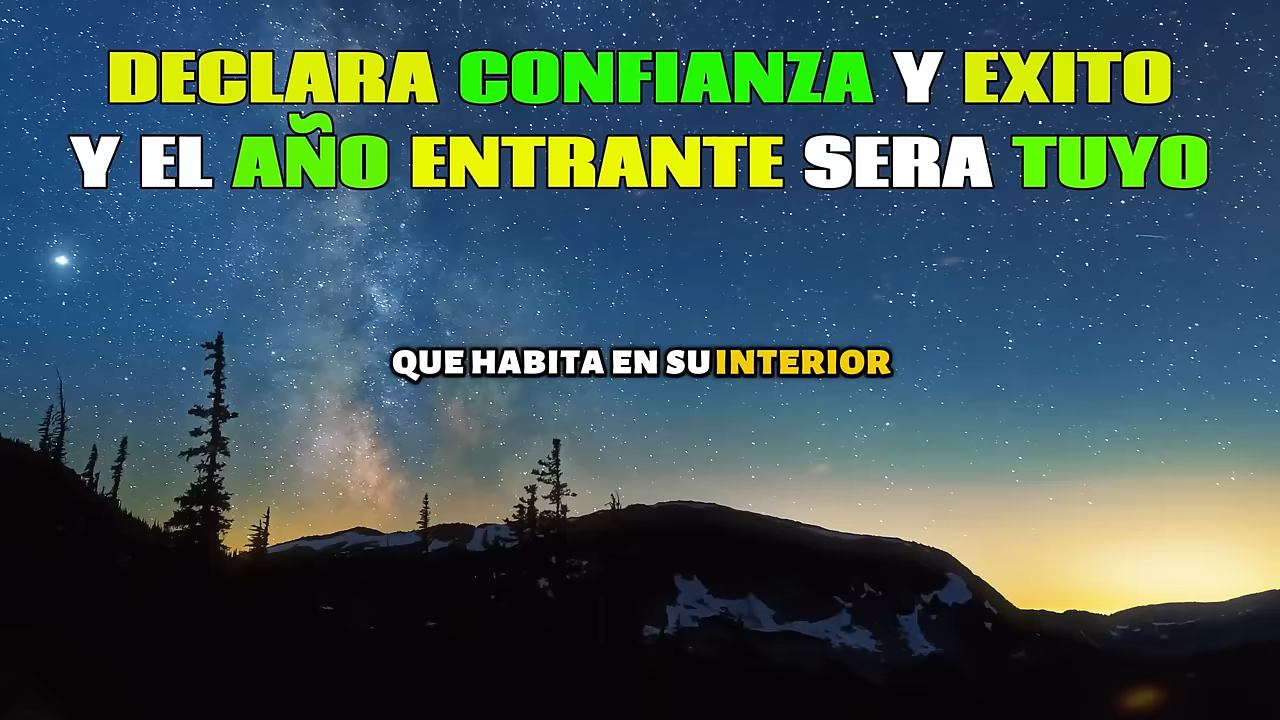 DECLARA CONFIANZA Y EXITO
Y EL AÑO ENTRANTE SERA TUYO
QUE HABITA EN SU INTERIOR